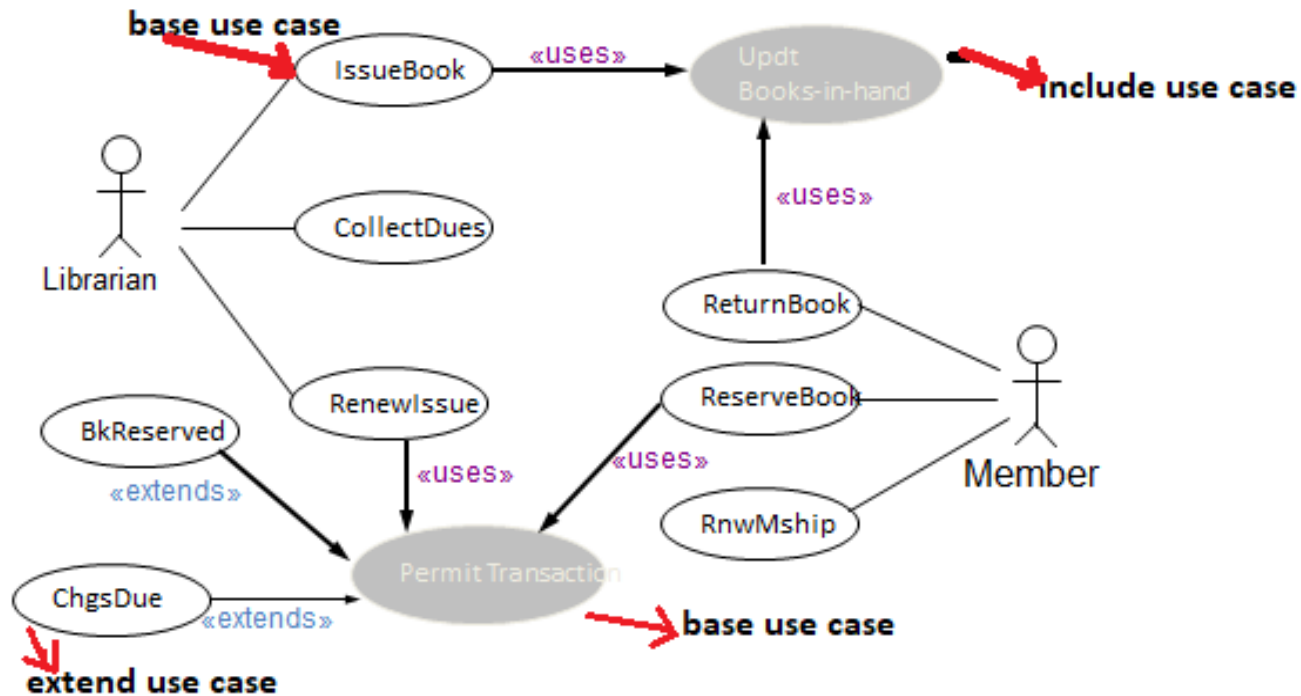 base use case
IssueBook
«uses»
Updt
Books-in-hand
include use case
«uses»
CollectDues
Librarian
ReturnBook
RenewIssue
ReserveBook
BkReserved
«uses»
«uses»
Member
«extends»
RnwMship
Permit Transaction
ChgsDue
«extends»
base use case
extend use case